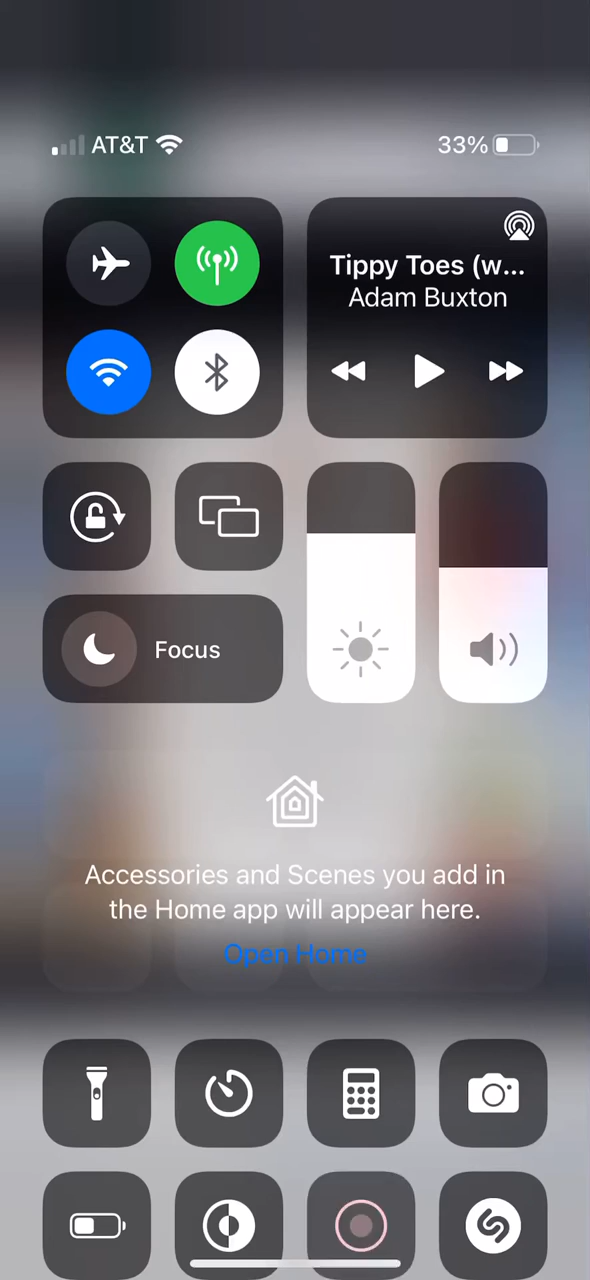 AT&T 33%
Tippy Toes (w...
Adam Buxton
Focus
Accessories and Scenes you add in
the Home app will appear here.
Open Home